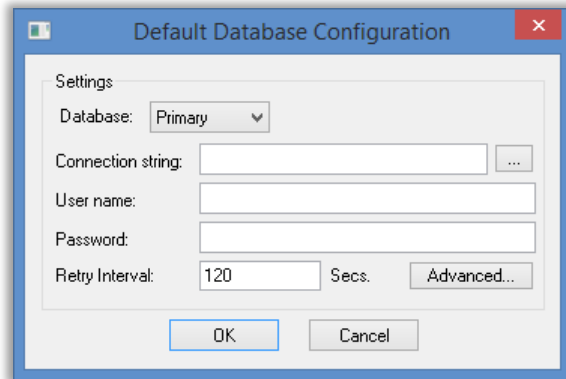 Default Database Configuration
Settings
Database: Primary
Connection string: ...
User name:
Password:
Retry Interval: 120 Secs. Advanced...
OK Cancel